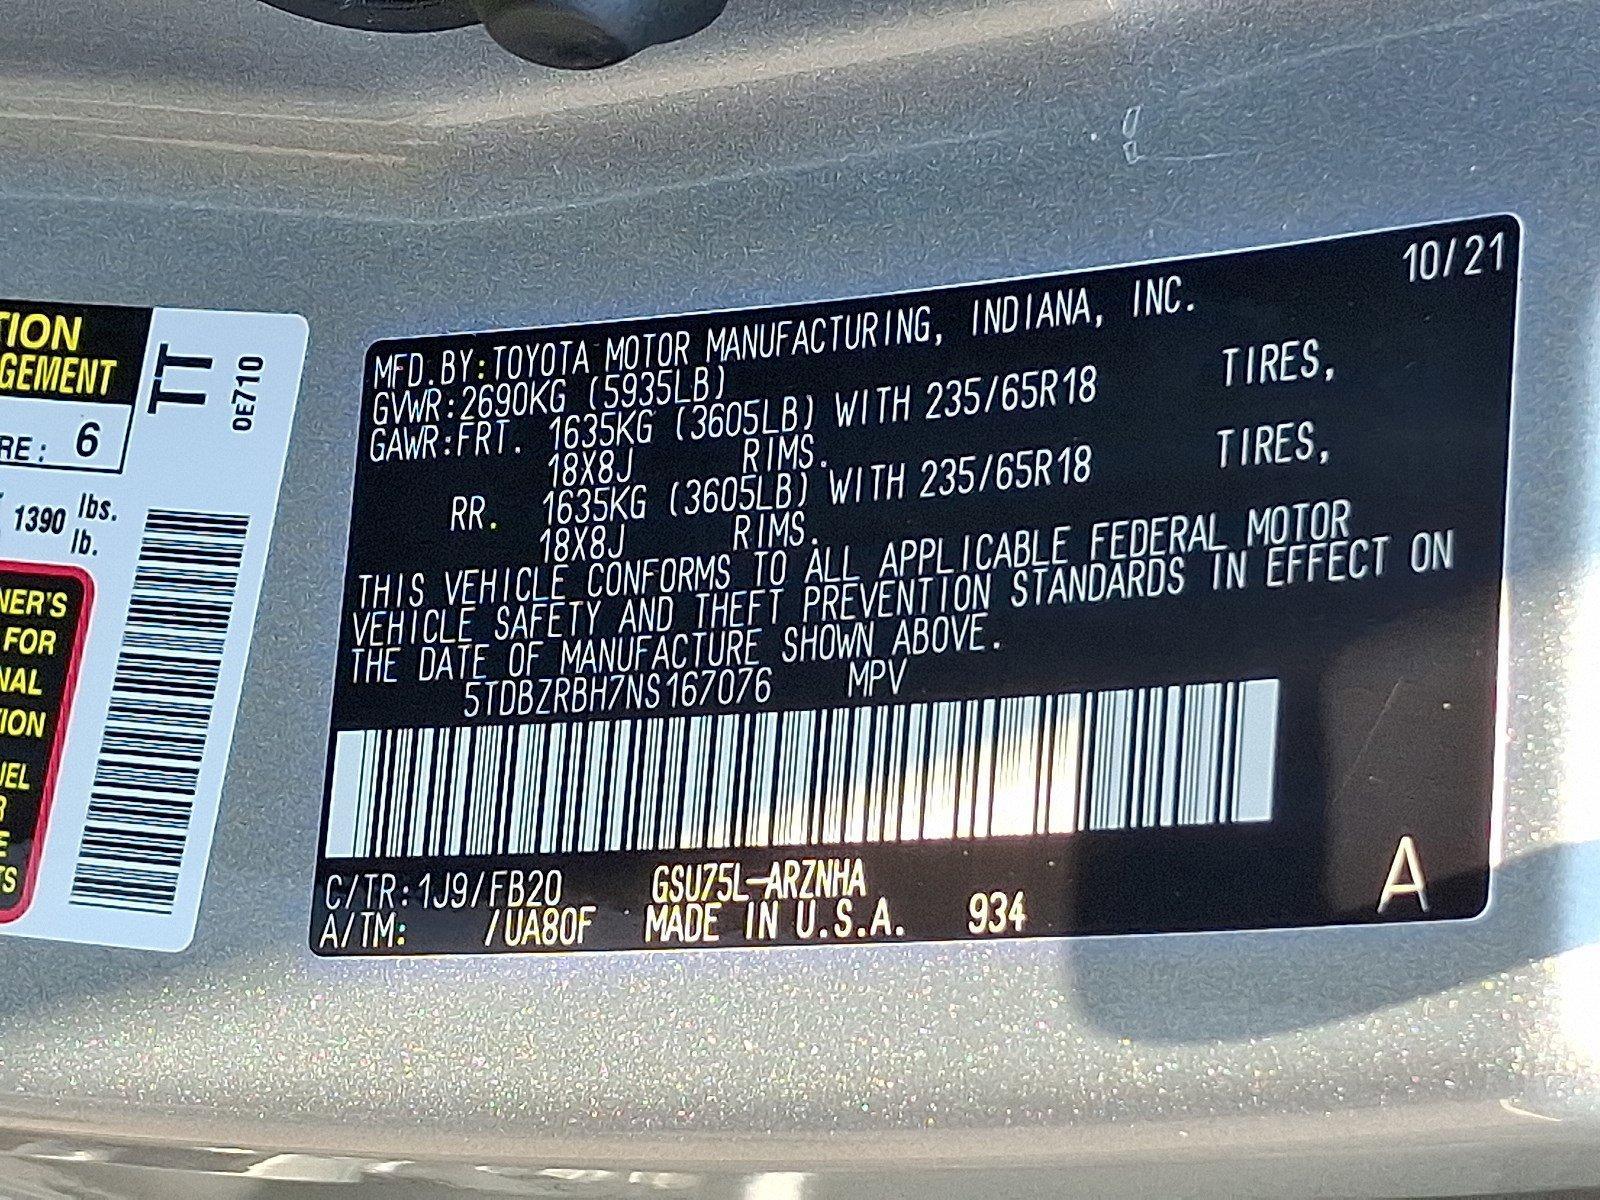 TION
GEMENT
RE: 6
1390 lbs.
lb.
NER'S
FOR
NAL
ION
UEL
R
E
TS
TT
0E710
10/21
MFD.BY:TOYOTA MOTOR MANUFACTURING, INDIANA, INC.
GVWR:2690KG (5935LB)
GAWR:FRT. 1635KG (3605LB) WITH 235/65R18 TIRES,
18X8J RIMS.
RR. 1635KG (3605LB) WITH 235/65R18 TIRES,
18X8J RIMS.
THIS VEHICLE CONFORMS TO ALL APPLICABLE FEDERAL MOTOR
VEHICLE SAFETY AND THEFT PREVENTION STANDARDS IN EFFECT ON
THE DATE OF MANUFACTURE SHOWN ABOVE.
5TDBZRBH7NS167076 MPV
C/TR:1J9/FB20 GSU75L-ARZNHA
A/TM: /UA80F MADE IN U.S.A. 934
A